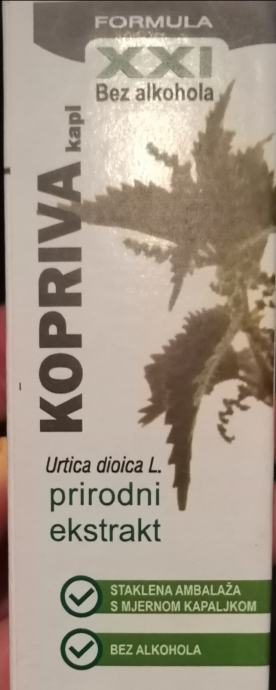 FORMULA
XXI
Bez alkohola
KOPRIVA kapi
Urtica dioica L.
prirodni
ekstrakt
STAKLENA AMBALAŽA
S MJERNOM KAPALJKOM
BEZ ALKOHOLA